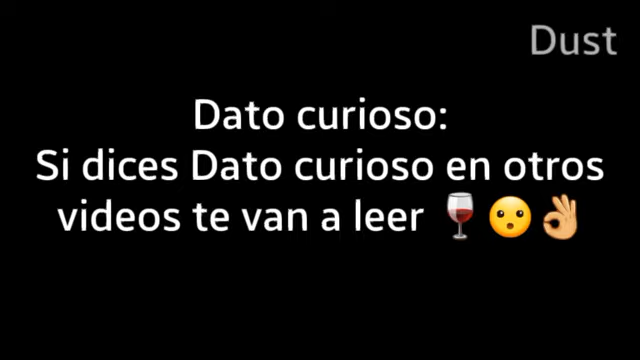 Dust
Dato curioso:
Si dices Dato curioso en otros
videos te van a leer 🍷😮👌